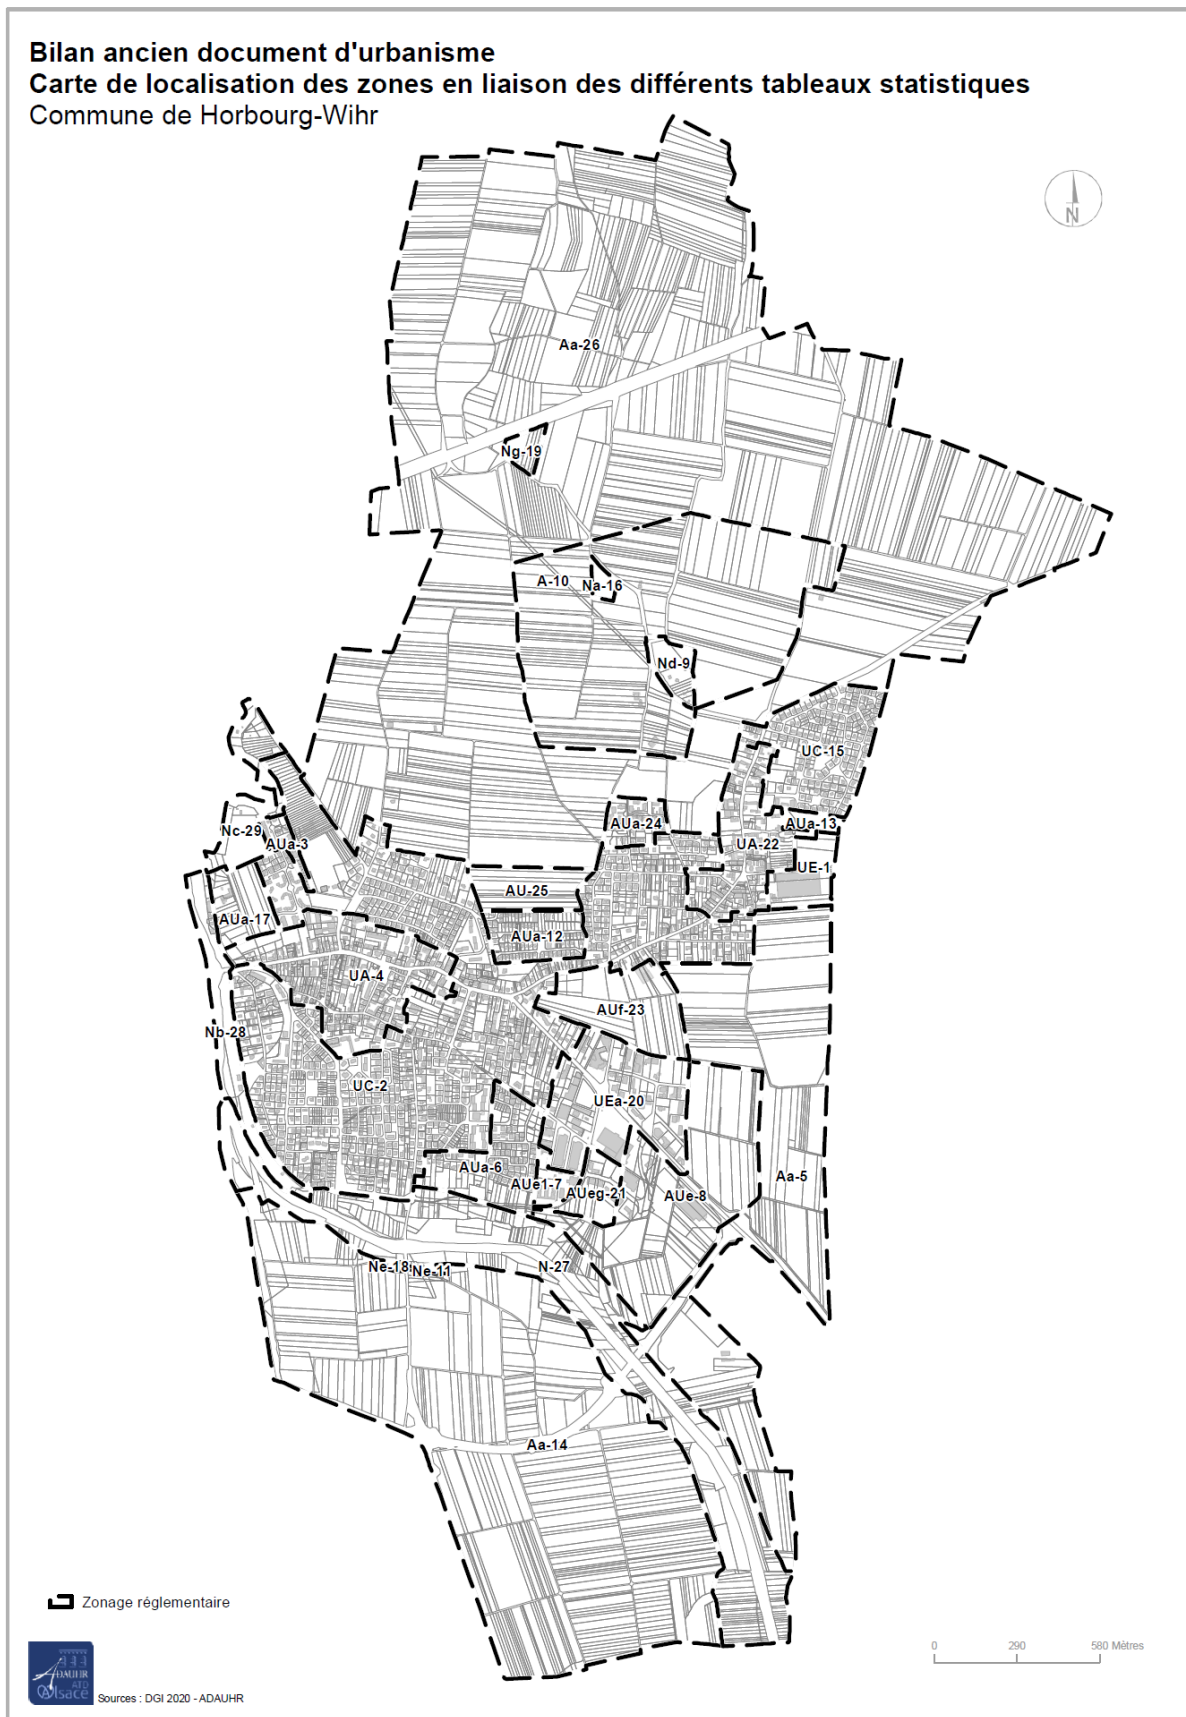 Bilan ancien document d'urbanisme
Carte de localisation des zones en liaison des différents tableaux statistiques
Commune de Horbourg-Wihr
N
Aa-26
Ng-19
A-10
Na-16
Nd-9
UC-15
AUa-24
AUa-13
UA-22
Nc-29
AUa-3
UE-1
AU-25
AUa-17
AUa-12
UA-4
AUf-23
Nb-28
UC-2
UEa-20
AUa-6
Aa-5
AUe1-7
AUeg-21
AUe-8
Ne-18
Ne-11
N-27
Aa-14
Zonage réglementaire
ADAUHR
ATD
Alsace
Sources : DGI 2020 - ADAUHR
0 290 580 Mètres